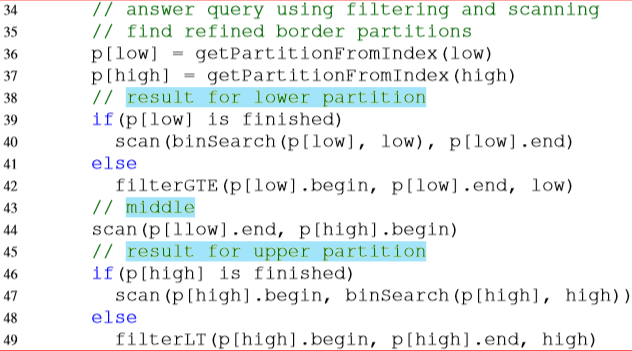 34 // answer query using filtering and scanning
35 // find refined border partitions
36 p[low] = getPartitionFromIndex(low)
37 p[high] = getPartitionFromIndex(high)
38 // result for lower partition
39 if(p[low] is finished)
40 scan(binSearch(p[low], low), p[low].end)
41 else
42 filterGTE(p[low].begin, p[low].end, low)
43 // middle
44 scan(p[llow].end, p[high].begin)
45 // result for upper partition
46 if(p[high] is finished)
47 scan(p[high].begin, binSearch(p[high], high))
48 else
49 filterLT(p[high].begin, p[high].end, high)